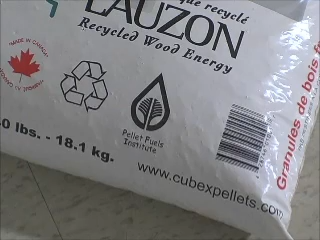 que recyclé
LAUZON
Recycled Wood Energy
MADE IN CANADA
Pellet Fuels
Institute
0 lbs. - 18.1 kg.
www.cubexpellets.com
Granules de bois